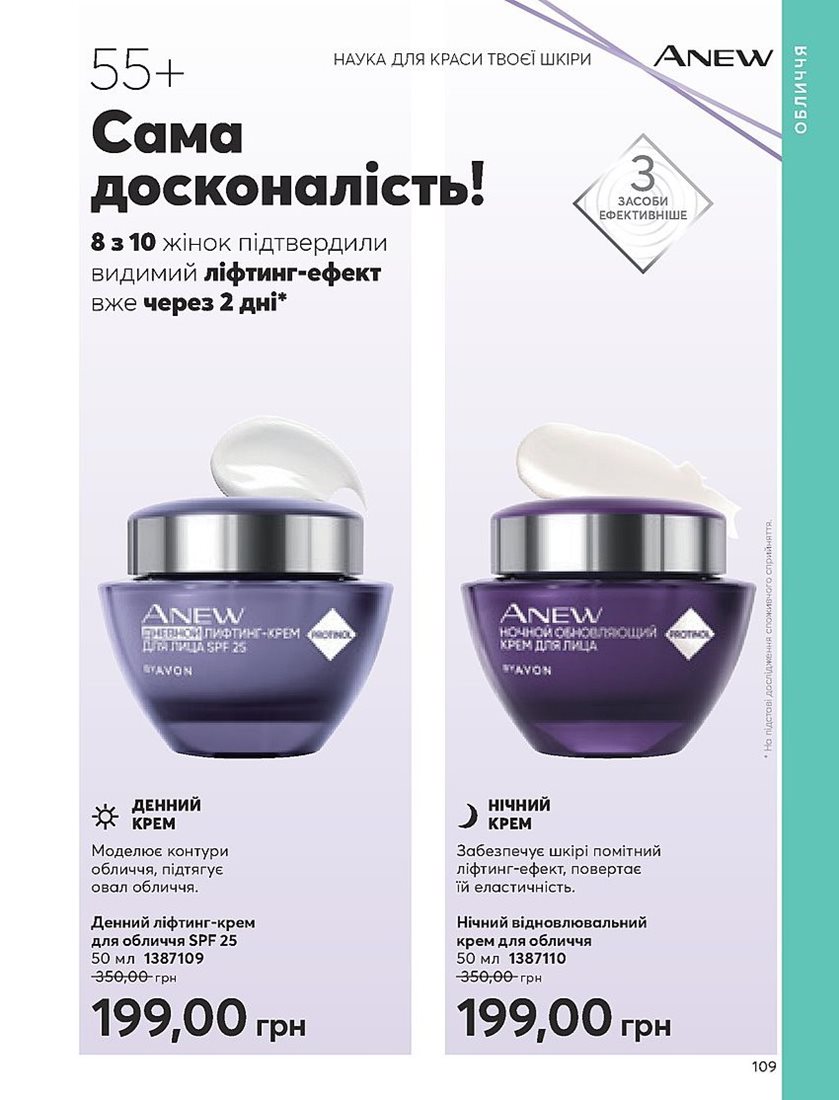 55+
НАУКА ДЛЯ КРАСИ ТВОЄЇ ШКІРИ
ANEW
ОБЛИЧЧЯ
Сама
досконалість!
8 з 10 жінок підтвердили
видимий ліфтинг-ефект
вже через 2 дні*
3
ЗАСОБИ
ЕФЕКТИВНІШЕ
ANEW
ДНЕВНОЙ ЛИФТИНГ-КРЕМ
ДЛЯ ЛИЦА SPF 25
PROTINOL
BY AVON
ANEW
НОЧНОЙ ОБНОВЛЯЮЩИЙ
КРЕМ ДЛЯ ЛИЦА
PROTINOL
BY AVON
* На підставі дослідження споживчого сприйняття.
ДЕННИЙ
КРЕМ
Моделює контури
обличчя, підтягує
овал обличчя.
Денний ліфтинг-крем
для обличчя SPF 25
50 мл 1387109
350,00 грн
199,00 грн
НІЧНИЙ
КРЕМ
Забезпечує шкірі помітний
ліфтинг-ефект, повертає
їй еластичність.
Нічний відновлювальний
крем для обличчя
50 мл 1387110
350,00 грн
199,00 грн
109